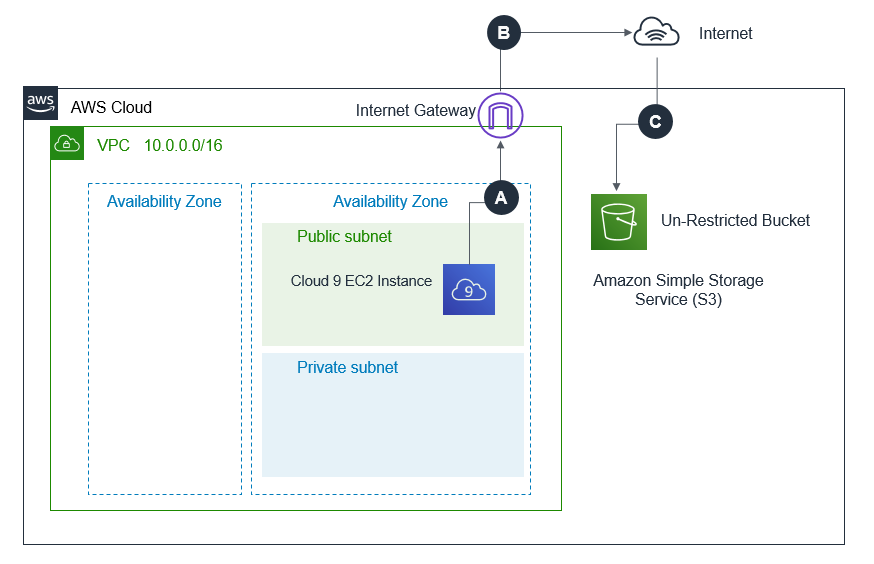 B
Internet
aws
AWS Cloud
Internet Gateway
C
VPC 10.0.0.0/16
Availability Zone
Availability Zone
A
Public subnet
Un-Restricted Bucket
Cloud 9 EC2 Instance
9
Amazon Simple Storage
Service (S3)
Private subnet